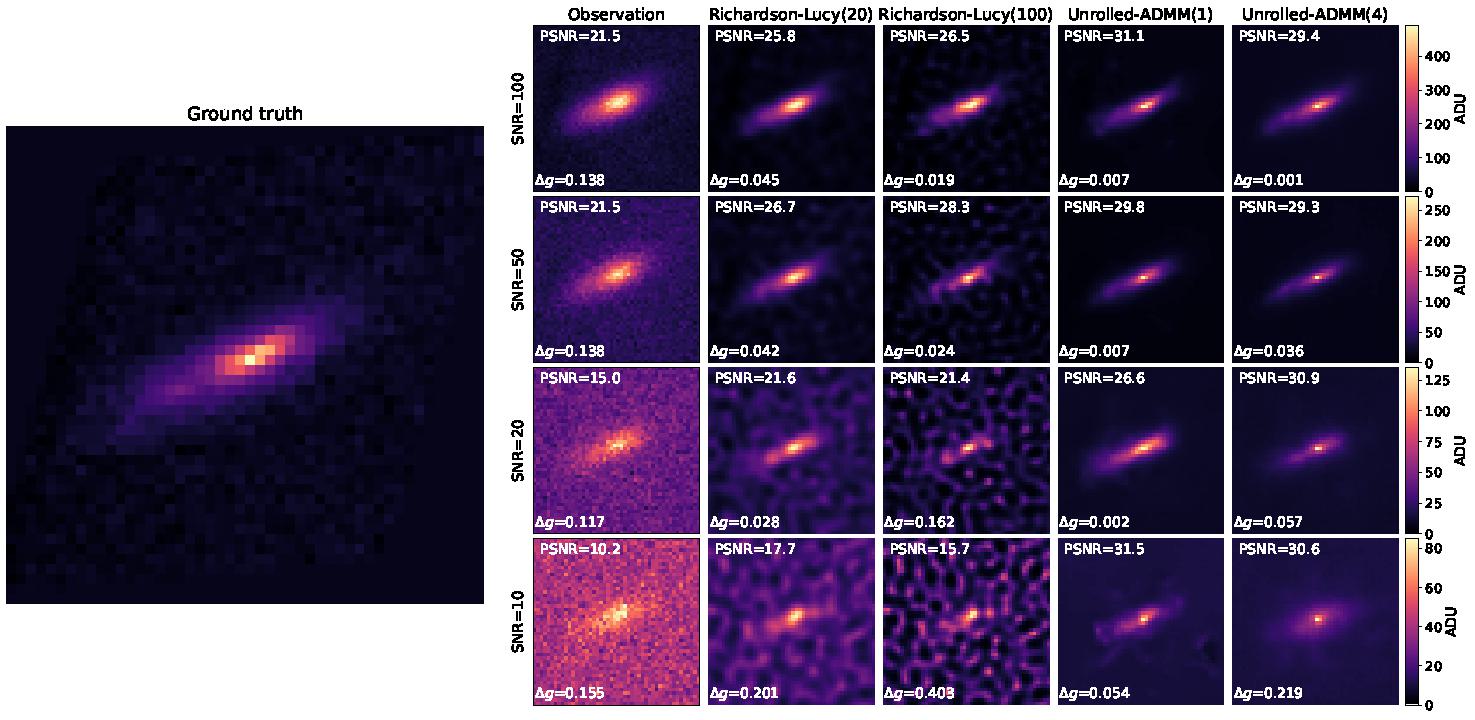 Ground truth
Observation
Richardson-Lucy(20)
Richardson-Lucy(100)
Unrolled-ADMM(1)
Unrolled-ADMM(4)
SNR=100
PSNR=21.5
Δg=0.138
PSNR=25.8
Δg=0.045
PSNR=26.5
Δg=0.019
PSNR=31.1
Δg=0.007
PSNR=29.4
Δg=0.001
400
300
200
100
0
ADU
SNR=50
PSNR=21.5
Δg=0.138
PSNR=26.7
Δg=0.042
PSNR=28.3
Δg=0.024
PSNR=29.8
Δg=0.007
PSNR=29.3
Δg=0.036
250
200
150
100
50
0
ADU
SNR=20
PSNR=15.0
Δg=0.117
PSNR=21.6
Δg=0.028
PSNR=21.4
Δg=0.162
PSNR=26.6
Δg=0.002
PSNR=30.9
Δg=0.057
125
100
75
50
25
0
ADU
SNR=10
PSNR=10.2
Δg=0.155
PSNR=17.7
Δg=0.201
PSNR=15.7
Δg=0.403
PSNR=31.5
Δg=0.054
PSNR=30.6
Δg=0.219
80
60
40
20
0
ADU